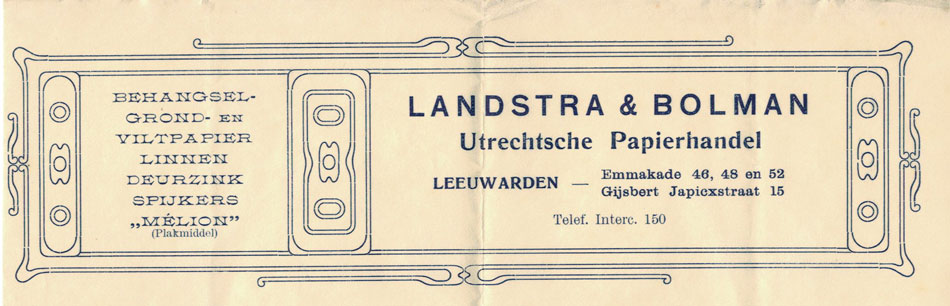 BEHANGSEL-
GROND- EN
VILTPAPIER
LINNEN
DEURZINK
SPIJKERS
„MÉLION”
(Plakmiddel)
LANDSTRA & BOLMAN
Utrechtsche Papierhandel
LEEUWARDEN — Emmakade 46, 48 en 52
Gijsbert Japicxstraat 15
Telef. Interc. 150